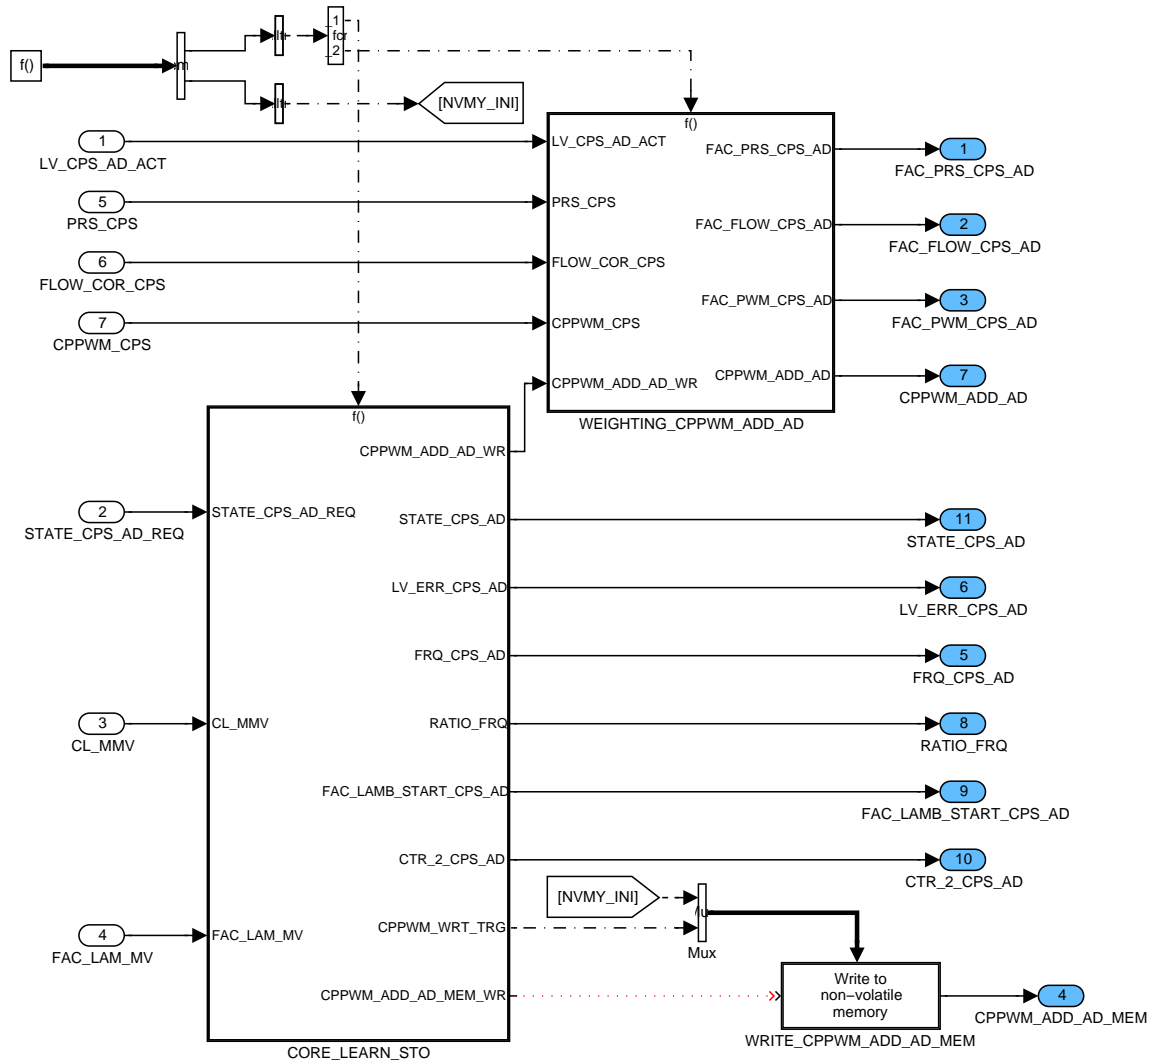 _1
fcn
_2
f()
[NVMY_INI]
f()
1
LV_CPS_AD_ACT
LV_CPS_AD_ACT
FAC_PRS_CPS_AD
1
FAC_PRS_CPS_AD
5
PRS_CPS
PRS_CPS
FAC_FLOW_CPS_AD
2
FAC_FLOW_CPS_AD
6
FLOW_COR_CPS
FLOW_COR_CPS
FAC_PWM_CPS_AD
3
FAC_PWM_CPS_AD
7
CPPWM_CPS
CPPWM_CPS
CPPWM_ADD_AD_WR
CPPWM_ADD_AD
7
CPPWM_ADD_AD
WEIGHTING_CPPWM_ADD_AD
f()
CPPWM_ADD_AD_WR
2
STATE_CPS_AD_REQ
STATE_CPS_AD_REQ
STATE_CPS_AD
11
STATE_CPS_AD
LV_ERR_CPS_AD
6
LV_ERR_CPS_AD
FRQ_CPS_AD
5
FRQ_CPS_AD
3
CL_MMV
CL_MMV
RATIO_FRQ
8
RATIO_FRQ
FAC_LAMB_START_CPS_AD
9
FAC_LAMB_START_CPS_AD
CTR_2_CPS_AD
10
CTR_2_CPS_AD
[NVMY_INI]
CPPWM_WRT_TRG
Mux
4
FAC_LAM_MV
FAC_LAM_MV
CPPWM_ADD_AD_MEM_WR
Write to
non−volatile
memory
4
CPPWM_ADD_AD_MEM
WRITE_CPPWM_ADD_AD_MEM
CORE_LEARN_STO